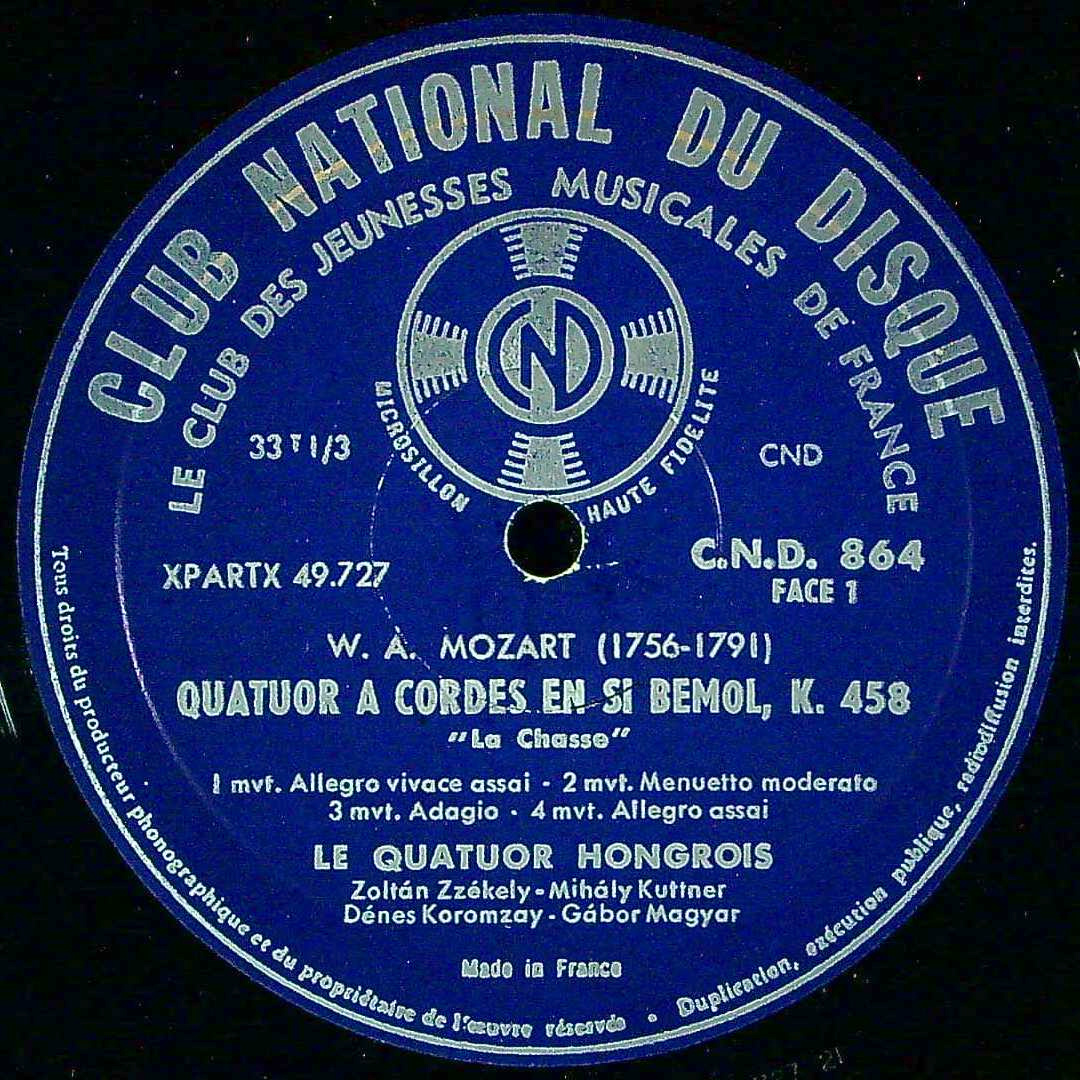 CLUB NATIONAL DU DISQUE
LE CLUB DES JEUNESSES MUSICALES DE FRANCE
CND
MICROSILLON HAUTE FIDELITE
33 T 1/3
CND
XPARTX 49.727
C.N.D. 864
FACE 1
W. A. MOZART (1756-1791)
QUATUOR A CORDES EN SI BEMOL, K. 458
"La Chasse"
1 mvt. Allegro vivace assai - 2 mvt. Menuetto moderato
3 mvt. Adagio - 4 mvt. Allegro assai
LE QUATUOR HONGROIS
Zoltán Zzékely - Mihály Kuttner
Dénes Koromzay - Gábor Magyar
Made in France
Tous droits du producteur phonographique et du propriétaire de l'œuvre réservés • Duplication, exécution publique, radiodiffusion interdites.